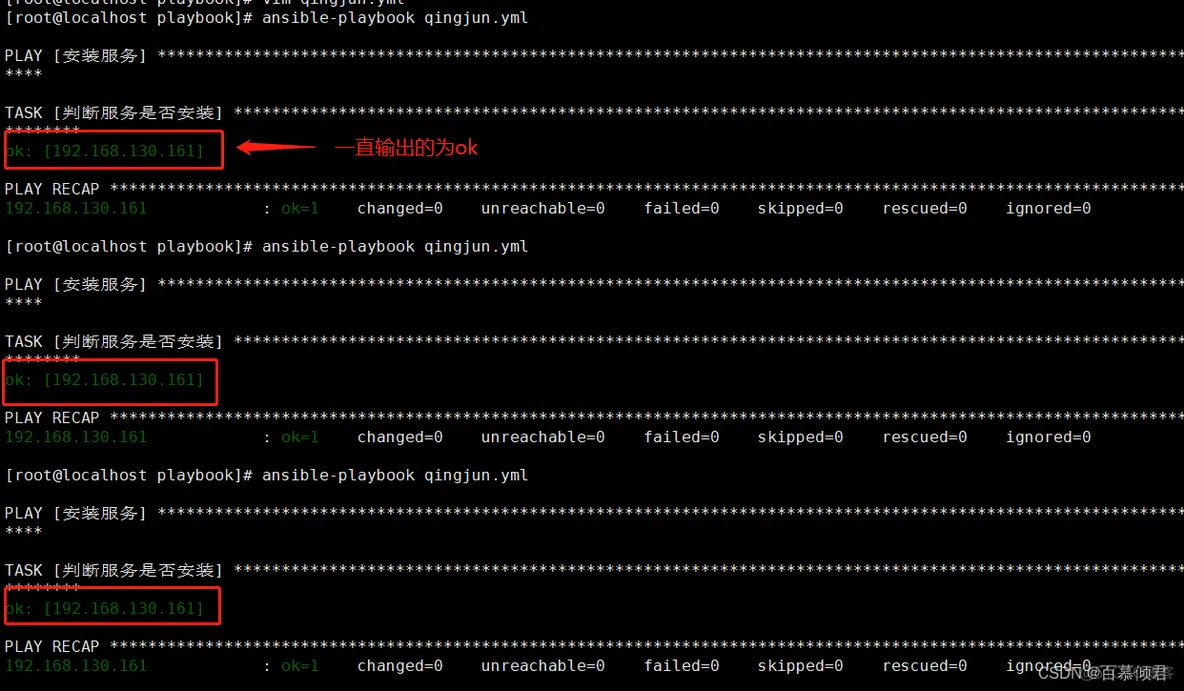 [root@localhost playbook]# vim qingjun.yml
[root@localhost playbook]# ansible-playbook qingjun.yml
PLAY [安装服务] ************************************************************************************************************
****
TASK [判断服务是否安装] ****************************************************************************************************
********
ok: [192.168.130.161]
一直输出的为ok
PLAY RECAP *****************************************************************************************************************
192.168.130.161 : ok=1 changed=0 unreachable=0 failed=0 skipped=0 rescued=0 ignored=0
[root@localhost playbook]# ansible-playbook qingjun.yml
PLAY [安装服务] ************************************************************************************************************
****
TASK [判断服务是否安装] ****************************************************************************************************
********
ok: [192.168.130.161]
PLAY RECAP *****************************************************************************************************************
192.168.130.161 : ok=1 changed=0 unreachable=0 failed=0 skipped=0 rescued=0 ignored=0
[root@localhost playbook]# ansible-playbook qingjun.yml
PLAY [安装服务] ************************************************************************************************************
****
TASK [判断服务是否安装] ****************************************************************************************************
********
ok: [192.168.130.161]
PLAY RECAP *****************************************************************************************************************
192.168.130.161 : ok=1 changed=0 unreachable=0 failed=0 skipped=0 rescued=0 ignored=0
CSDN @百慕倾君